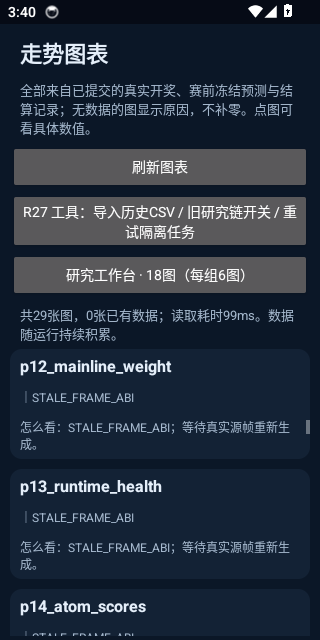 3:40
走势图表
全部来自已提交的真实开奖、赛前冻结预测与结
算记录；无数据的图显示原因，不补零。点图可
看具体数值。
刷新图表
R27 工具：导入历史CSV / 旧研究链开关 / 重
试隔离任务
研究工作台 · 18图（每组6图）
共29张图，0张已有数据；读取耗时99ms。数据
随运行持续积累。
p12_mainline_weight
｜STALE_FRAME_ABI
怎么看：STALE_FRAME_ABI；等待真实源帧重新生
成。
p13_runtime_health
｜STALE_FRAME_ABI
怎么看：STALE_FRAME_ABI；等待真实源帧重新生
成。
p14_atom_scores
｜STALE_FRAME_ABI